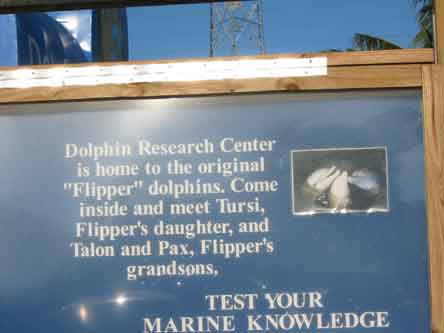 Dolphin Research Center
is home to the original
"Flipper" dolphins. Come
inside and meet Tursi,
Flipper's daughter, and
Talon and Pax, Flipper's
grandsons,
TEST YOUR
MARINE KNOWLEDGE